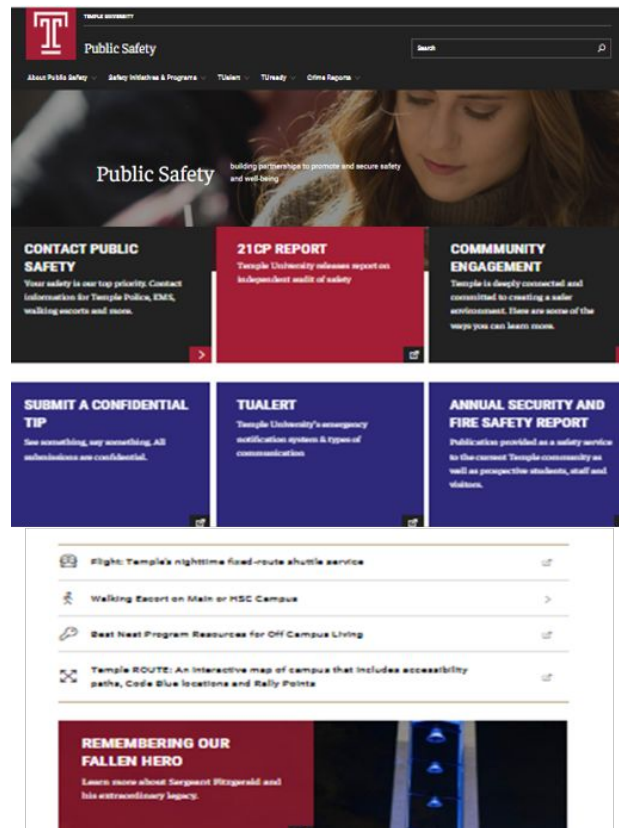 TEMPLE UNIVERSITY
Public Safety
Search
About Public Safety
Safety Initiatives & Programs
TUalert
TUready
Crime Reports
Public Safety
building partnerships to promote and secure safety
and well-being
CONTACT PUBLIC
SAFETY
Your safety is our top priority. Contact
information for Temple Police, EMS,
walking escorts and more.
21CP REPORT
Temple University releases report on
independent audit of safety
COMMMUNITY
ENGAGEMENT
Temple is deeply connected and
committed to creating a safer
environment. Here are some of the
ways you can learn more.
SUBMIT A CONFIDENTIAL
TIP
See something, say something. All
submissions are confidential.
TUALERT
Temple University's emergency
notification system & types of
communication
ANNUAL SECURITY AND
FIRE SAFETY REPORT
Publication provided as a safety service
to the current Temple community as
well as prospective students, staff and
visitors.
Flight: Temple's nighttime fixed-route shuttle service
Walking Escort on Main or HSC Campus
Best Nest Program Resources for Off Campus Living
Temple ROUTE: An interactive map of campus that includes accessibility
paths, Code Blue locations and Rally Points
REMEMBERING OUR
FALLEN HERO
Learn more about Sergeant Fitzgerald and
his extraordinary legacy.